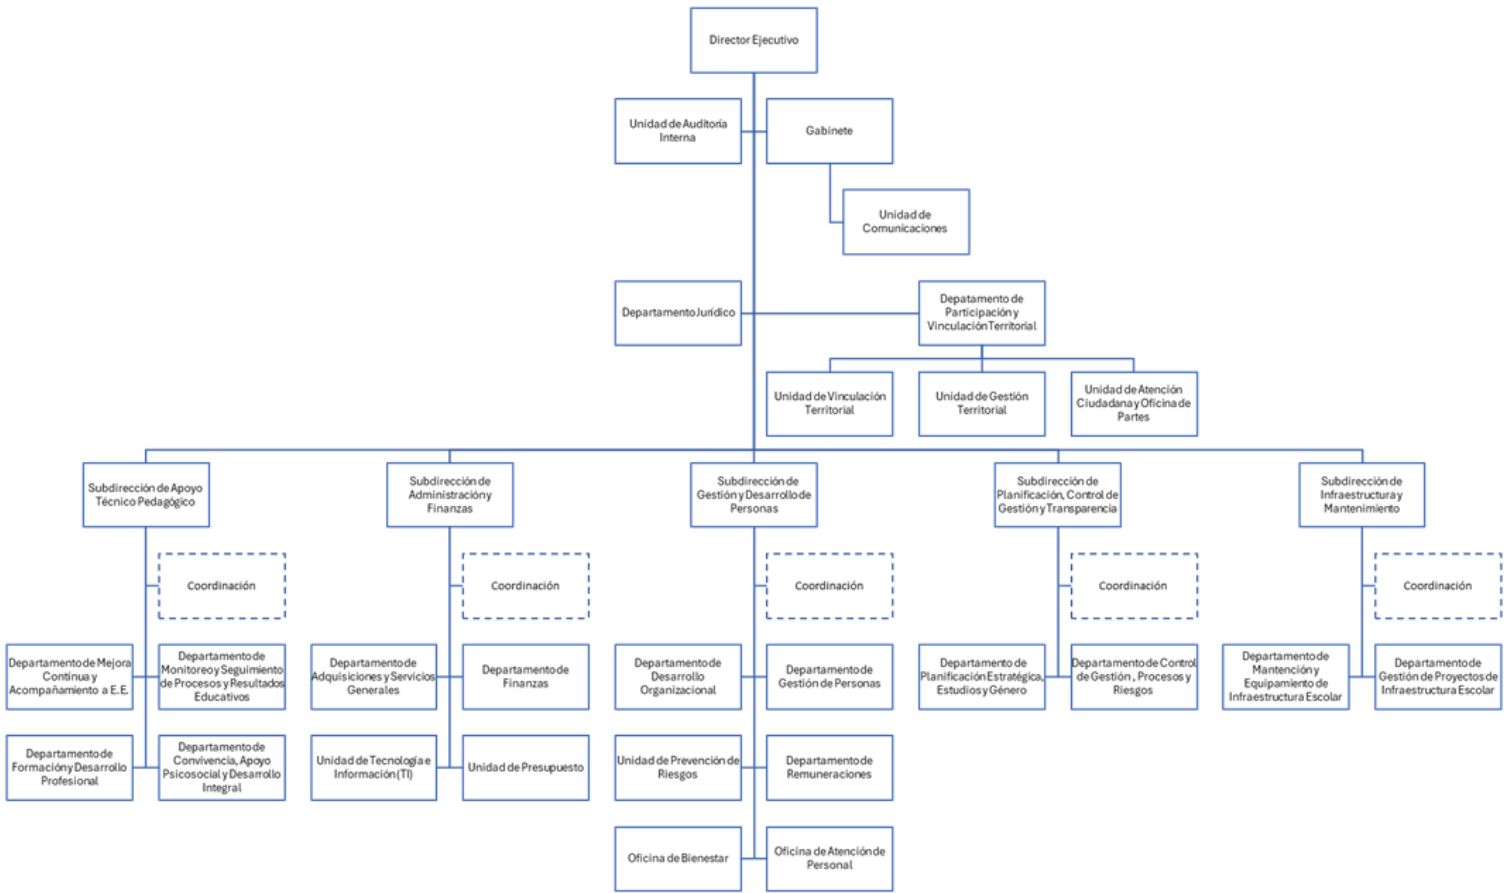 Director Ejecutivo
Unidad de Auditoría
Interna
Gabinete
Unidad de
Comunicaciones
Departamento Jurídico
Depatamento de
Participación y
Vinculación Territorial
Unidad de Vinculación
Territorial
Unidad de Gestión
Territorial
Unidad de Atención
Ciudadana y Oficina de
Partes
Subdirección de Apoyo
Técnico Pedagógico
Subdirección de
Administración y
Finanzas
Subdirección de
Gestión y Desarrollo de
Personas
Subdirección de
Planificación, Control de
Gestión y Transparencia
Subdirección de
Infraestructura y
Mantenimiento
Coordinación
Coordinación
Coordinación
Coordinación
Coordinación
Departamento de Mejora
Contínua y
Acompañamiento a E.E.
Departamento de
Monitoreo y Seguimiento
de Procesos y Resultados
Educativos
Departamento de
Adquisiciones y Servicios
Generales
Departamento de
Finanzas
Departamento de
Desarrollo
Organizacional
Departamento de
Gestión de Personas
Departamento de
Planificación Estratégica,
Estudios y Género
Departamento de Control
de Gestión , Procesos y
Riesgos
Departamento de
Mantención y
Equipamiento de
Infraestructura Escolar
Departamento de
Gestión de Proyectos de
Infraestructura Escolar
Departamento de
Formación y Desarrollo
Profesional
Departamento de
Convivencia, Apoyo
Psicosocial y Desarrollo
Integral
Unidad de Tecnología e
Información (TI)
Unidad de Presupuesto
Unidad de Prevención de
Riesgos
Departamento de
Remuneraciones
Oficina de Bienestar
Oficina de Atención de
Personal